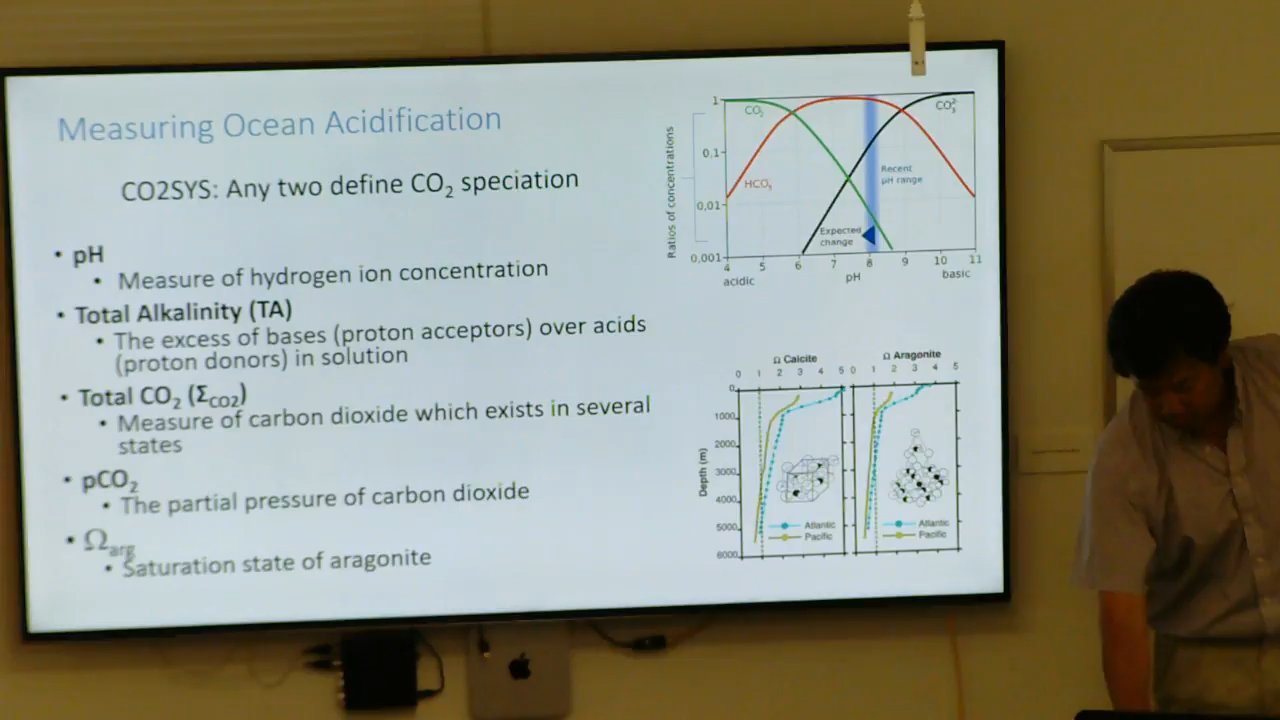 Measuring Ocean Acidification
CO2SYS: Any two define CO₂ speciation
• pH
• Measure of hydrogen ion concentration
• Total Alkalinity (TA)
• The excess of bases (proton acceptors) over acids
(proton donors) in solution
• Total CO₂ (Σ_CO2)
• Measure of carbon dioxide which exists in several
states
• pCO₂
• The partial pressure of carbon dioxide
• Ω_arg
• Saturation state of aragonite
Ratios of concentrations
1
0,1
0,01
0,001
CO₂
HCO₃⁻
CO₃²⁻
Recent
pH range
Expected
change
4 5 6 7 8 9 10 11
acidic pH basic
Ω Calcite
0 1 2 3 4 5
Ω Aragonite
0 1 2 3 4 5
Depth (m)
0
1000
2000
3000
4000
5000
6000
Atlantic
Pacific
Atlantic
Pacific